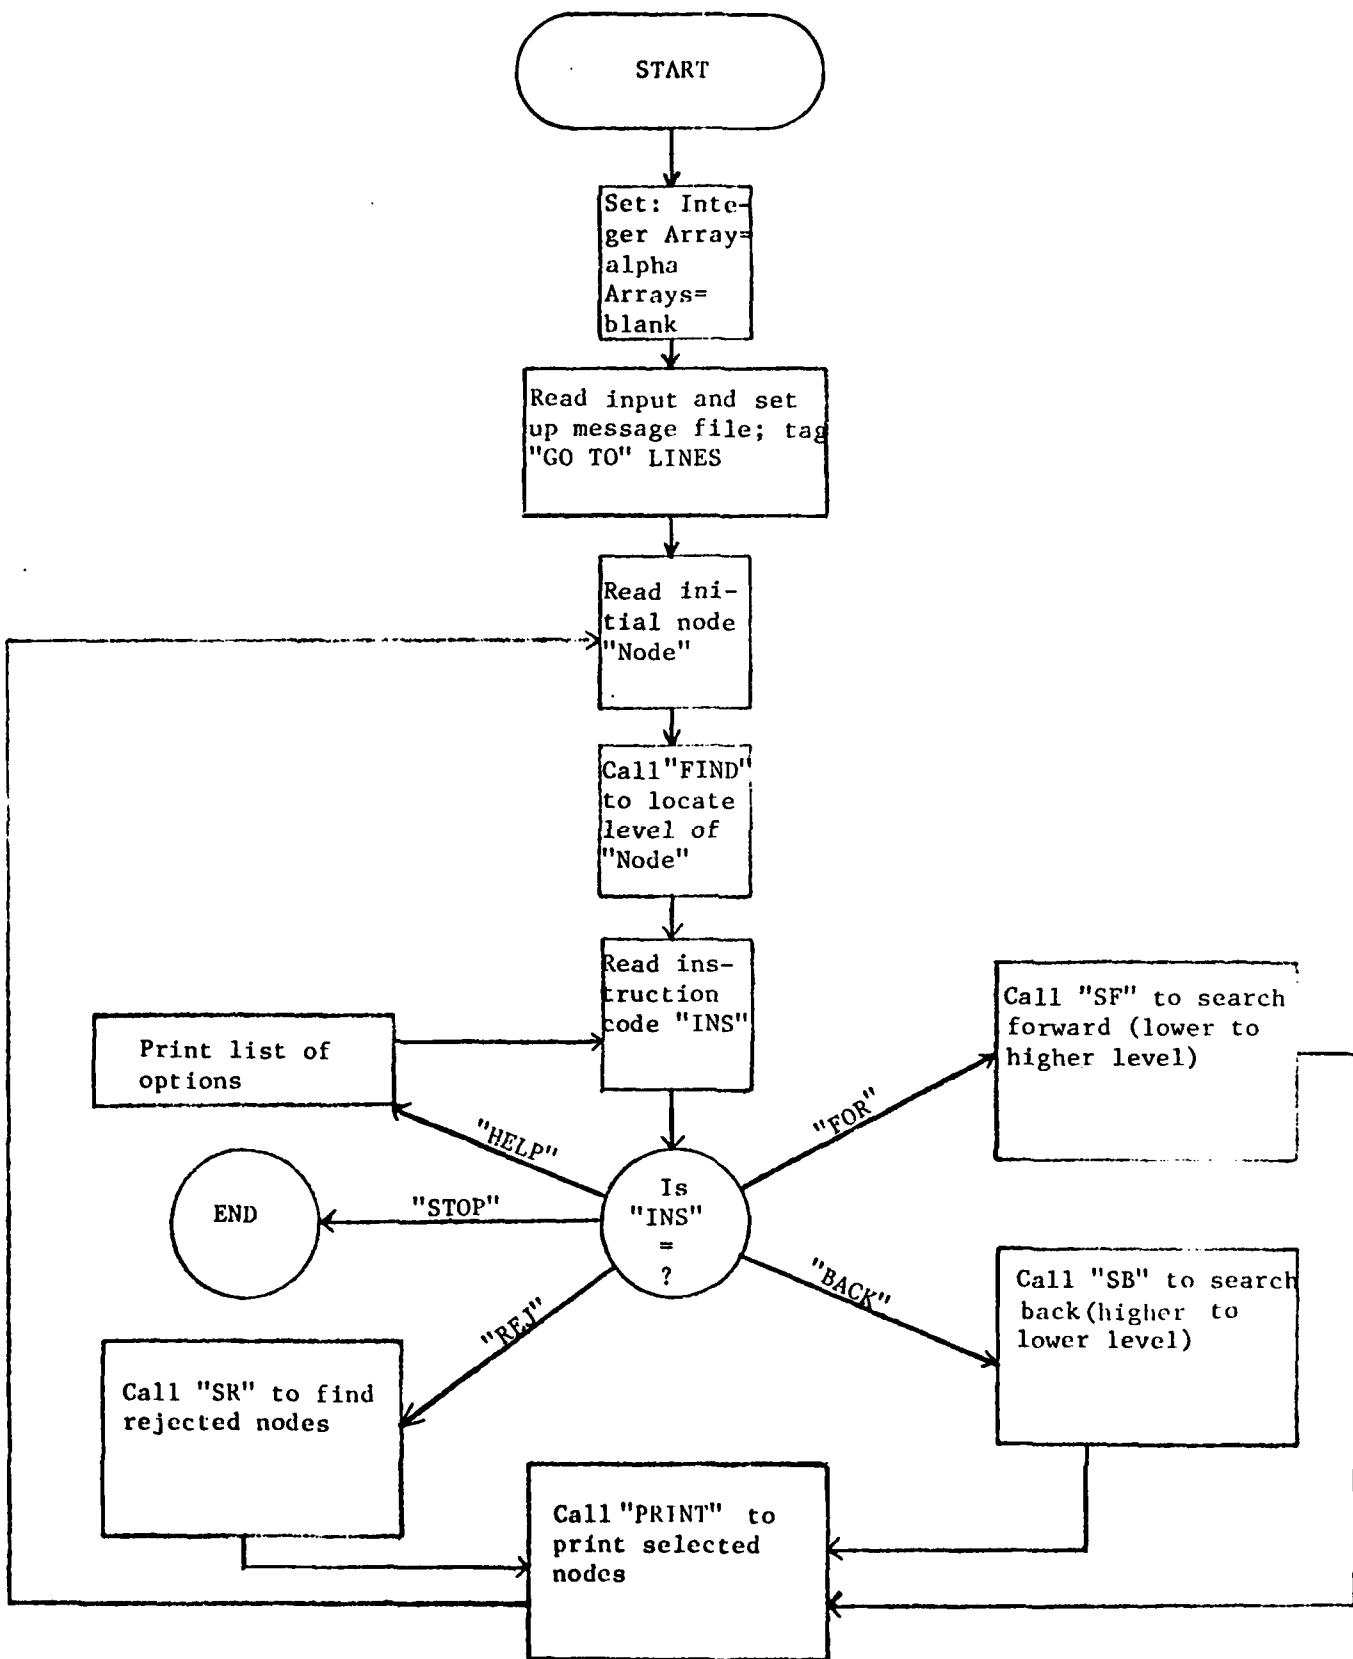 START
Set: Inte-
ger Array=
alpha
Arrays=
blank
Read input and set
up message file; tag
"GO TO" LINES
Read ini-
tial node
"Node"
Call "FIND"
to locate
level of
"Node"
Read ins-
truction
code "INS"
Call "SF" to search
forward (lower to
higher level)
Print list of
options
"FOR"
"HELP"
END
"STOP"
Is
"INS"
=
?
"BACK"
Call "SB" to search
back (higher to
lower level)
"REJ"
Call "SR" to find
rejected nodes
Call "PRINT" to
print selected
nodes